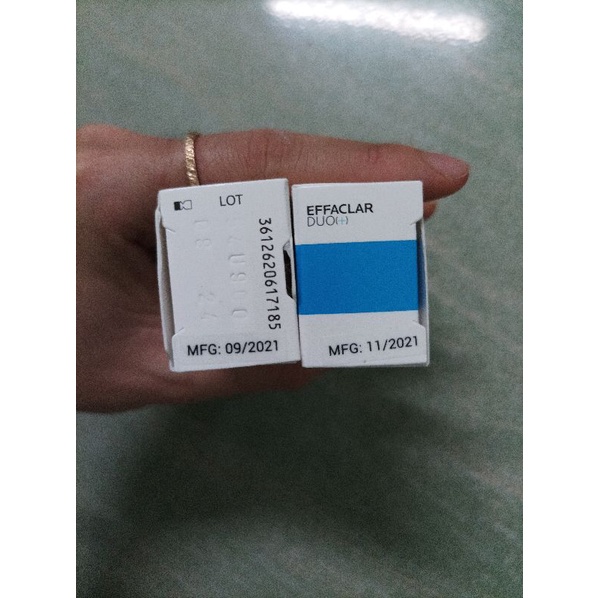 LOT
3612620617185
MFG: 09/2021
EFFACLAR
DUO(+)
MFG: 11/2021